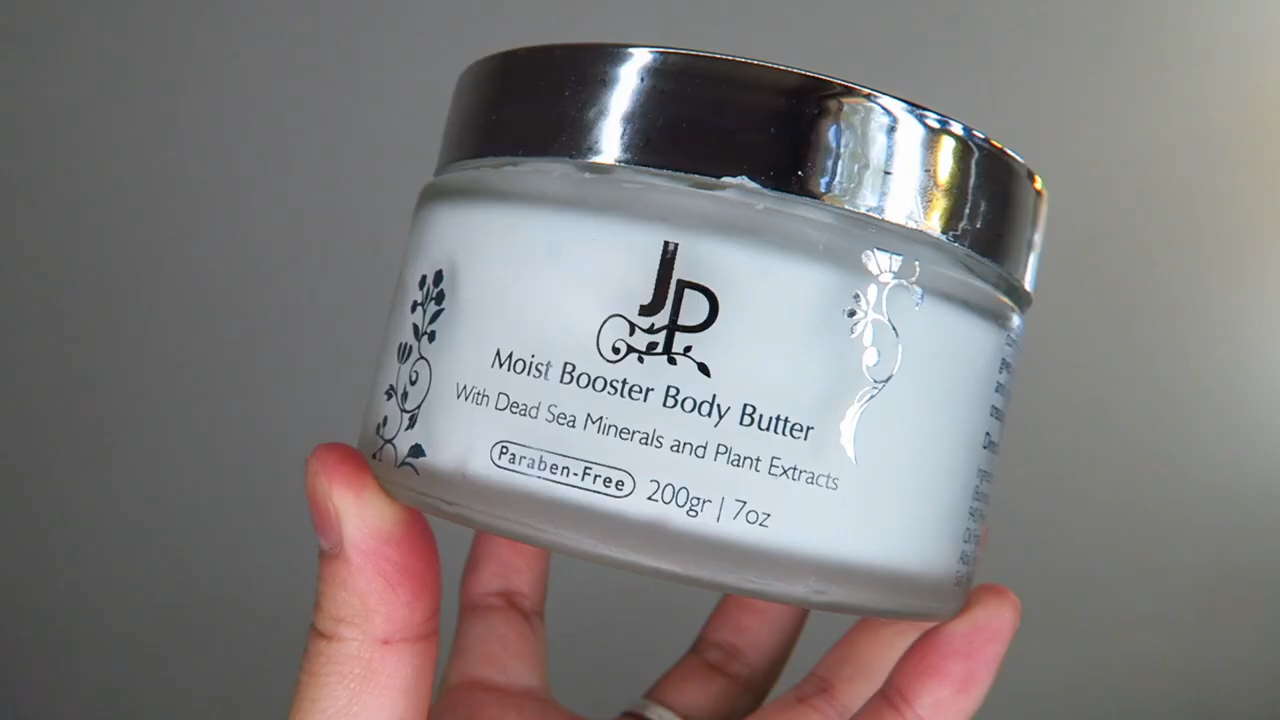 JP
Moist Booster Body Butter
With Dead Sea Minerals and Plant Extracts
Paraben-Free 200gr | 7oz